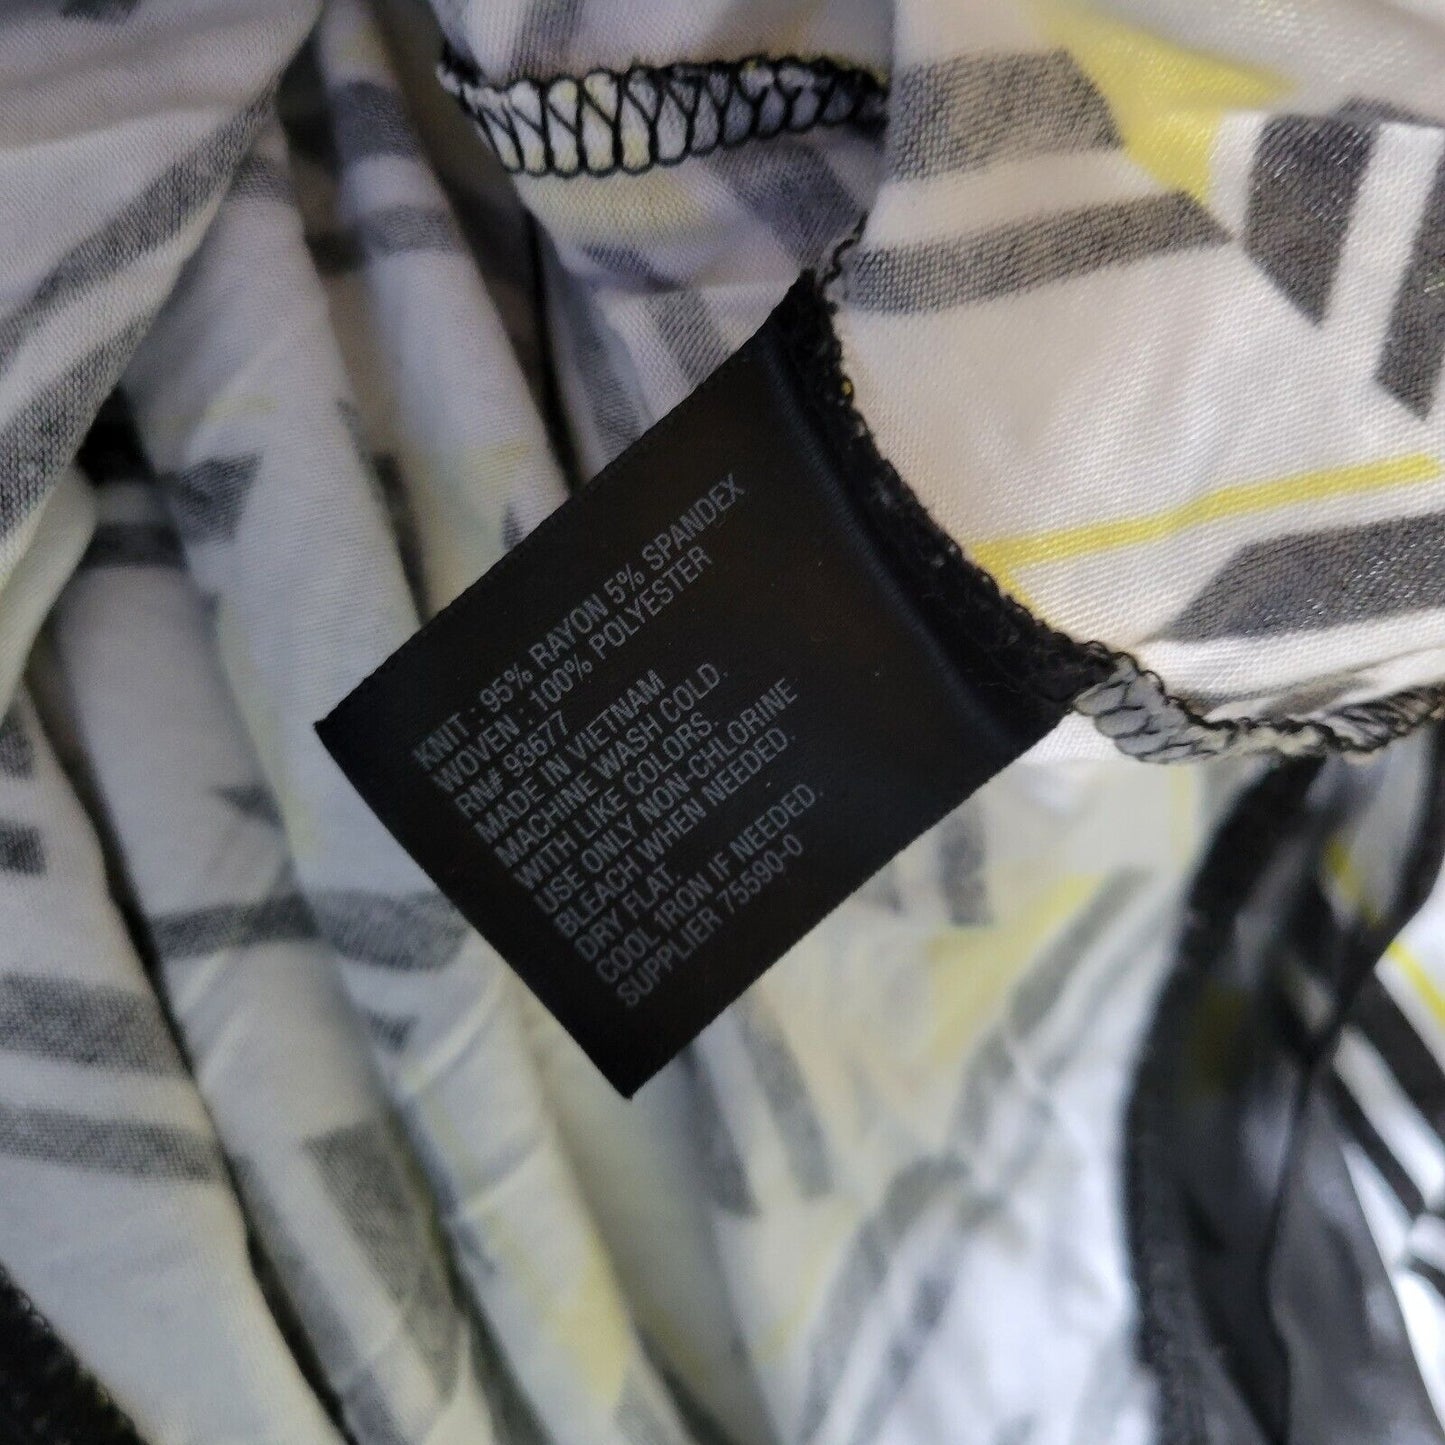 KNIT : 95% RAYON 5% SPANDEX
WOVEN : 100% POLYESTER
RN# 93677
MADE IN VIETNAM
MACHINE WASH COLD.
WITH LIKE COLORS.
USE ONLY NON-CHLORINE
BLEACH WHEN NEEDED.
DRY FLAT.
COOL 1RON IF NEEDED.
SUPPLIER 75590-0